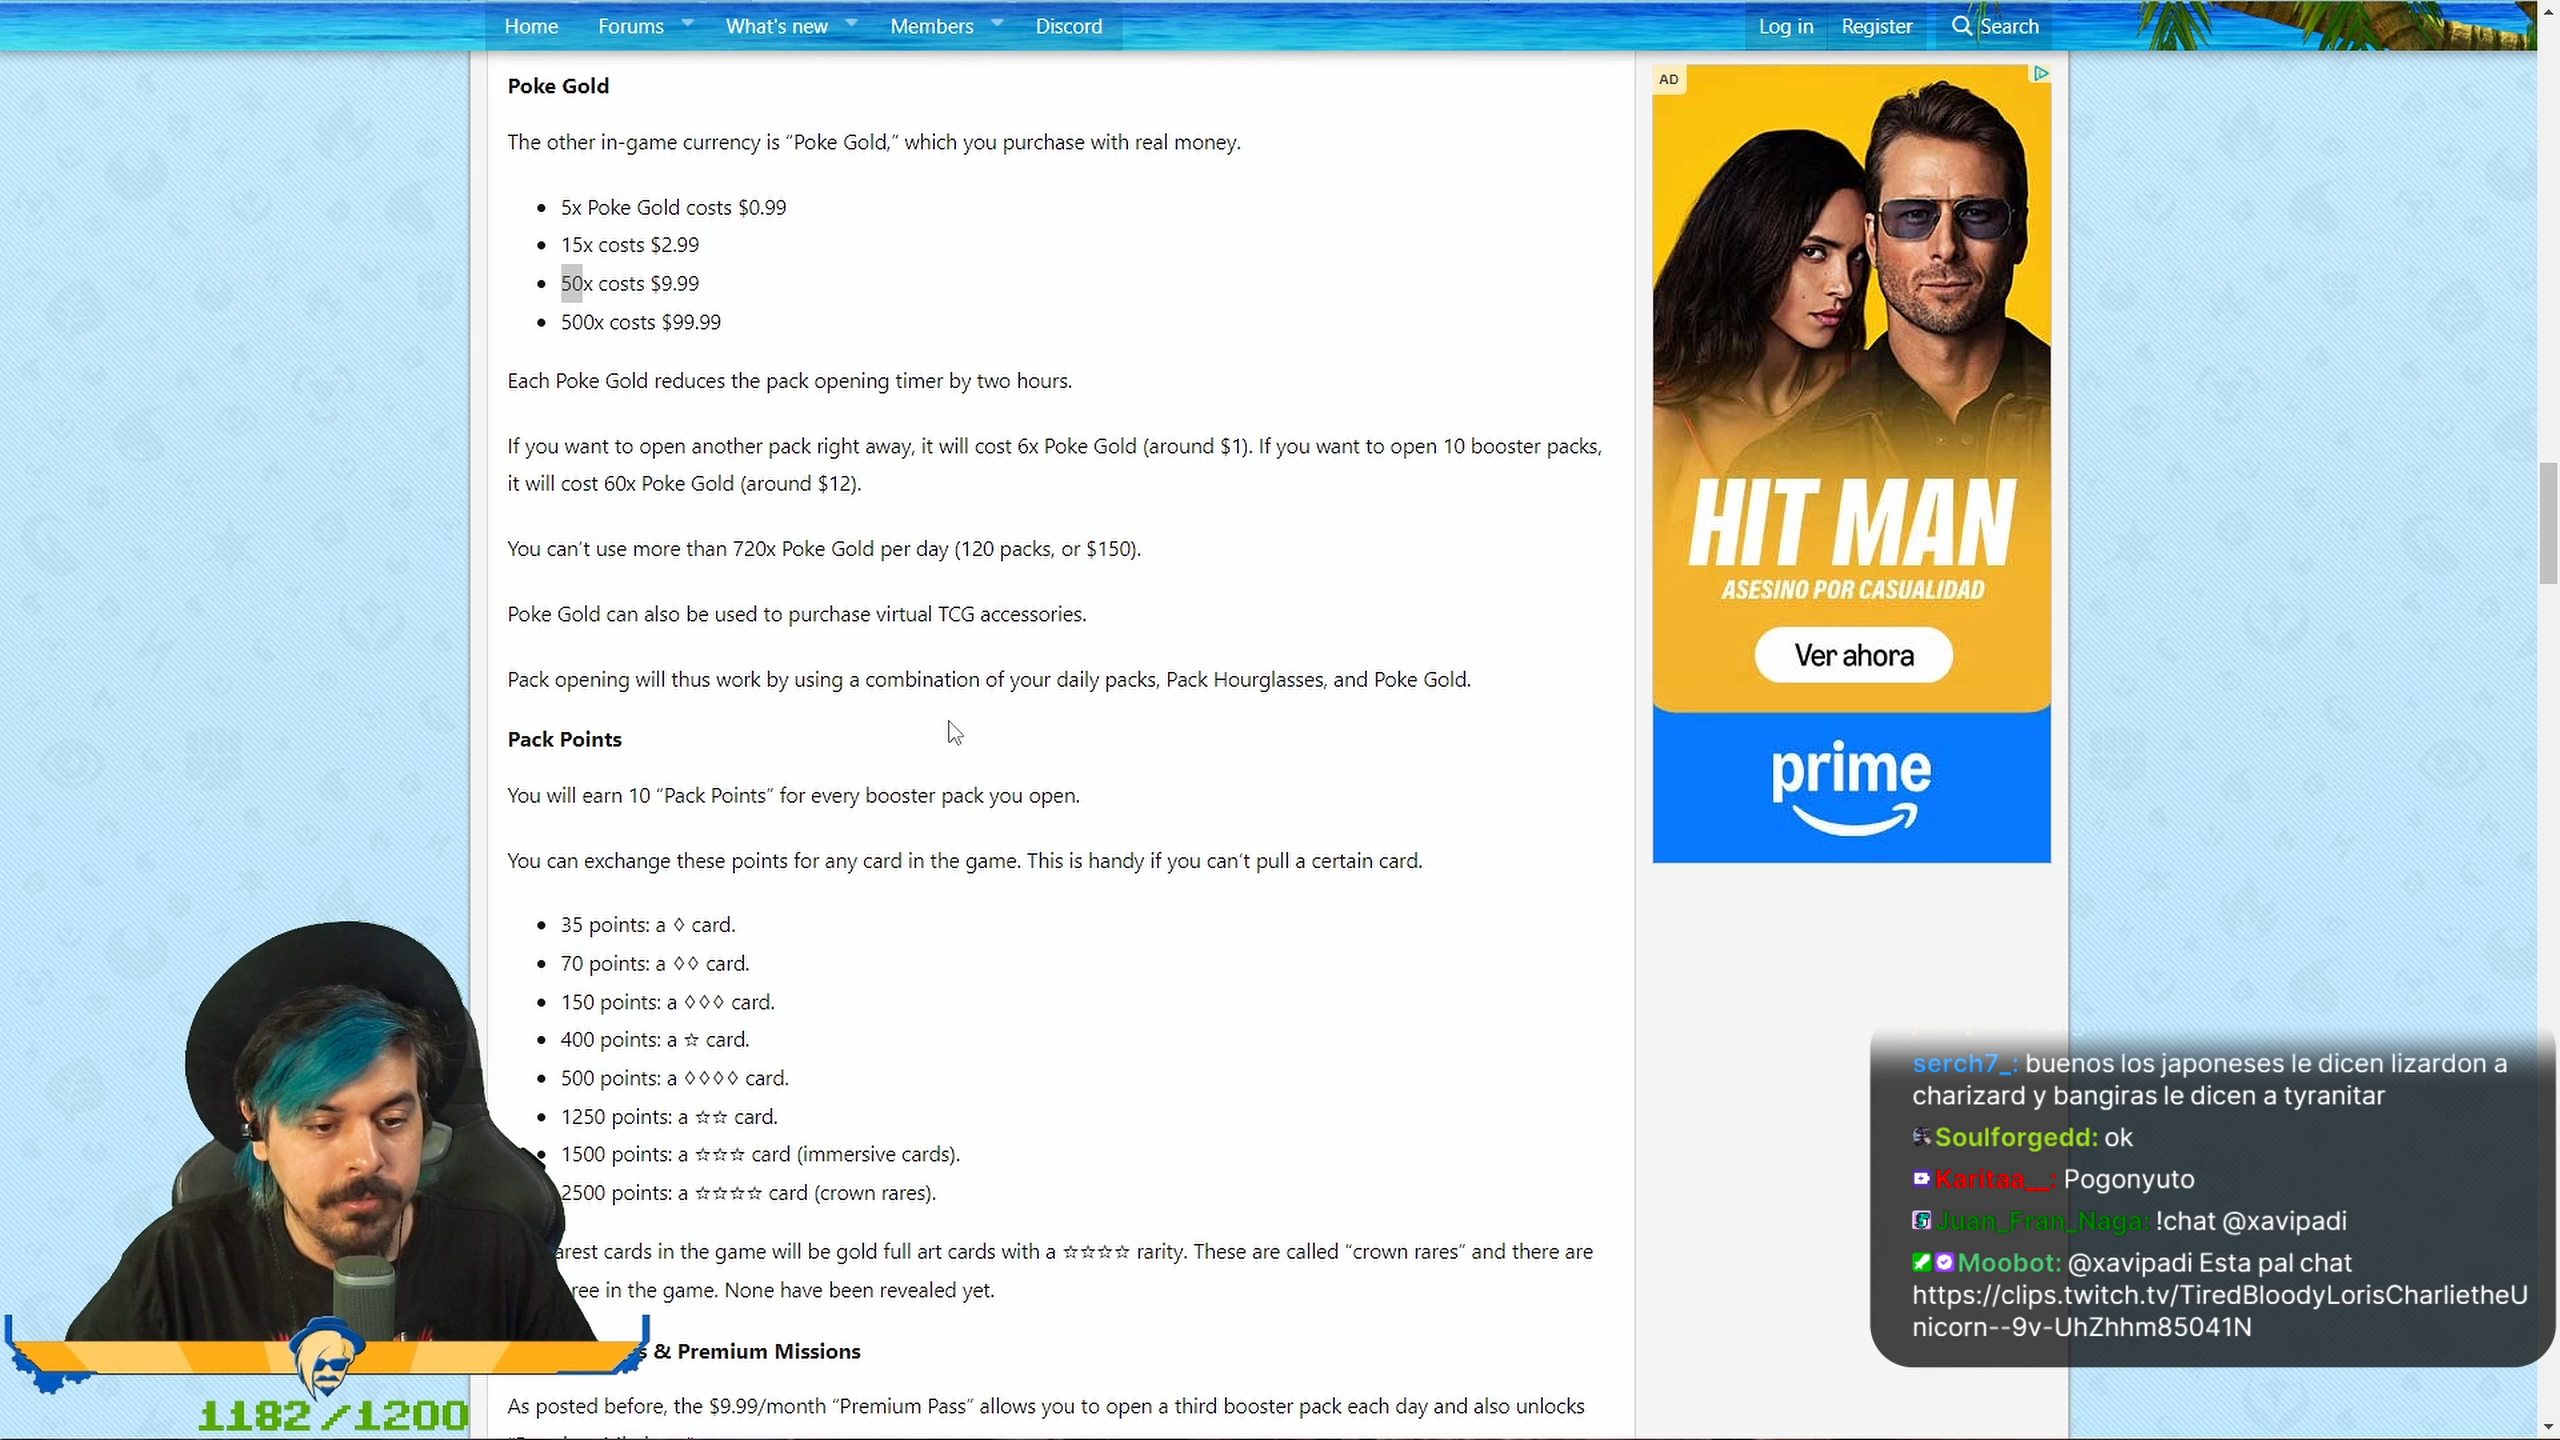 Home Forums What's new Members Discord Log in Register Search
Poke Gold
The other in-game currency is “Poke Gold,” which you purchase with real money.
5x Poke Gold costs $0.99
15x costs $2.99
50x costs $9.99
500x costs $99.99
Each Poke Gold reduces the pack opening timer by two hours.
If you want to open another pack right away, it will cost 6x Poke Gold (around $1). If you want to open 10 booster packs,
it will cost 60x Poke Gold (around $12).
You can’t use more than 720x Poke Gold per day (120 packs, or $150).
Poke Gold can also be used to purchase virtual TCG accessories.
Pack opening will thus work by using a combination of your daily packs, Pack Hourglasses, and Poke Gold.
Pack Points
You will earn 10 “Pack Points” for every booster pack you open.
You can exchange these points for any card in the game. This is handy if you can’t pull a certain card.
35 points: a ◊ card.
70 points: a ◊◊ card.
150 points: a ◊◊◊ card.
400 points: a ☆ card.
500 points: a ◊◊◊◊ card.
1250 points: a ☆☆ card.
1500 points: a ☆☆☆ card (immersive cards).
2500 points: a ☆☆☆☆ card (crown rares).
arest cards in the game will be gold full art cards with a ☆☆☆☆ rarity. These are called “crown rares” and there are
ree in the game. None have been revealed yet.
s & Premium Missions
As posted before, the $9.99/month “Premium Pass” allows you to open a third booster pack each day and also unlocks
1182/1200
AD
HIT MAN
ASESINO POR CASUALIDAD
Ver ahora
prime
serch7_: buenos los japoneses le dicen lizardon a
charizard y bangiras le dicen a tyranitar
Soulforgedd: ok
Karitaa__: Pogonyuto
Juan_Fran_Naga: !chat @xavipadi
Moobot: @xavipadi Esta pal chat
https://clips.twitch.tv/TiredBloodyLorisCharlietheU
nicorn--9v-UhZhhm85041N